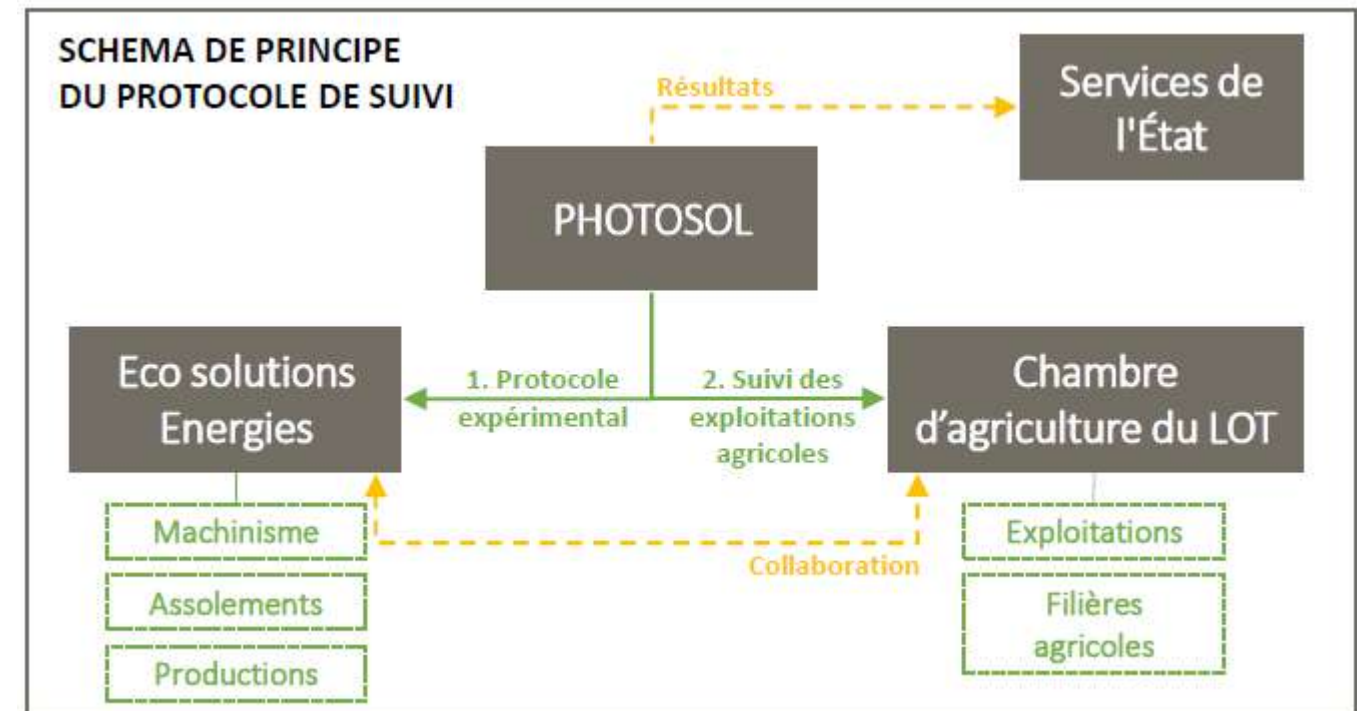 SCHEMA DE PRINCIPE
DU PROTOCOLE DE SUIVI
Résultats
Services de
l'État
PHOTOSOL
Eco solutions
Energies
1. Protocole
expérimental
2. Suivi des
exploitations
agricoles
Chambre
d’agriculture du LOT
Machinisme
Assolements
Productions
Collaboration
Exploitations
Filières
agricoles